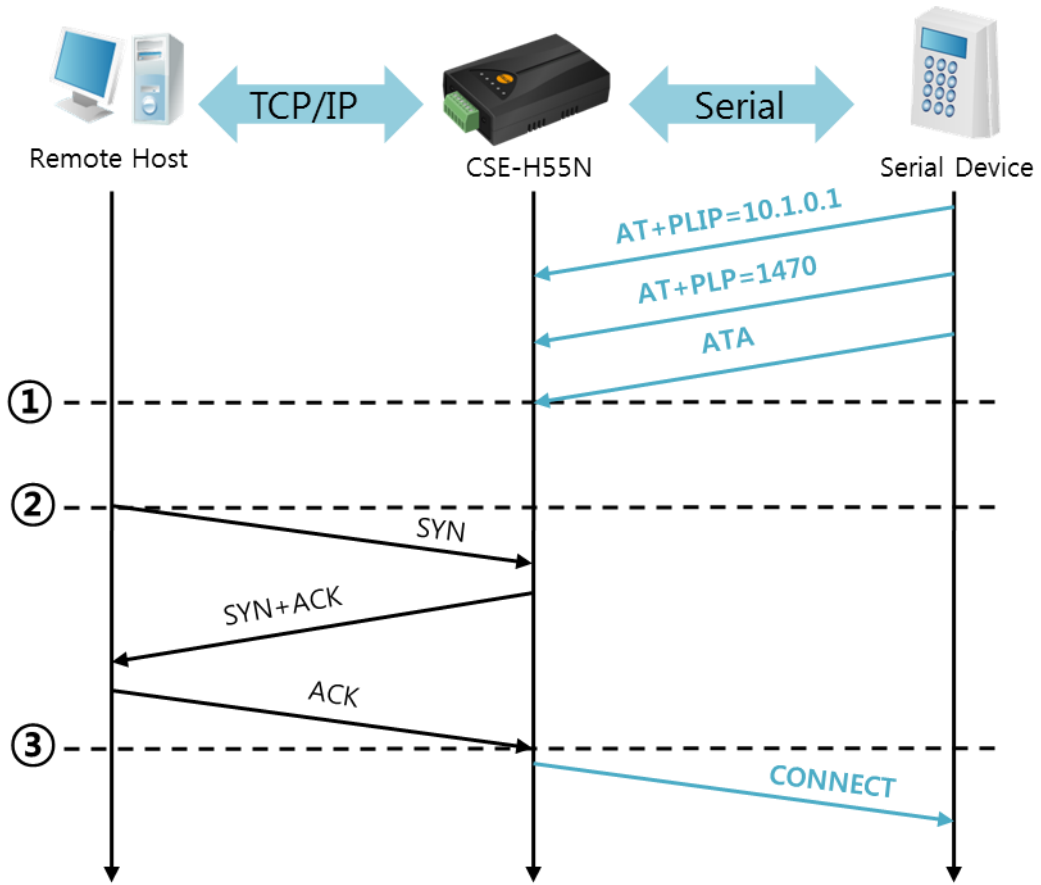 TCP/IP
Serial
Remote Host
CSE-H55N
Serial Device
AT+PLIP=10.1.0.1
AT+PLP=1470
ATA
①
②
SYN
SYN+ACK
ACK
③
CONNECT